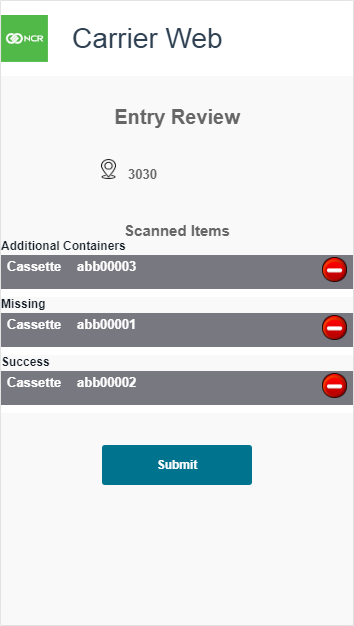 NCR
Carrier Web
Entry Review
3030
Scanned Items
Additional Containers
Cassette abb00003
Missing
Cassette abb00001
Success
Cassette abb00002
Submit